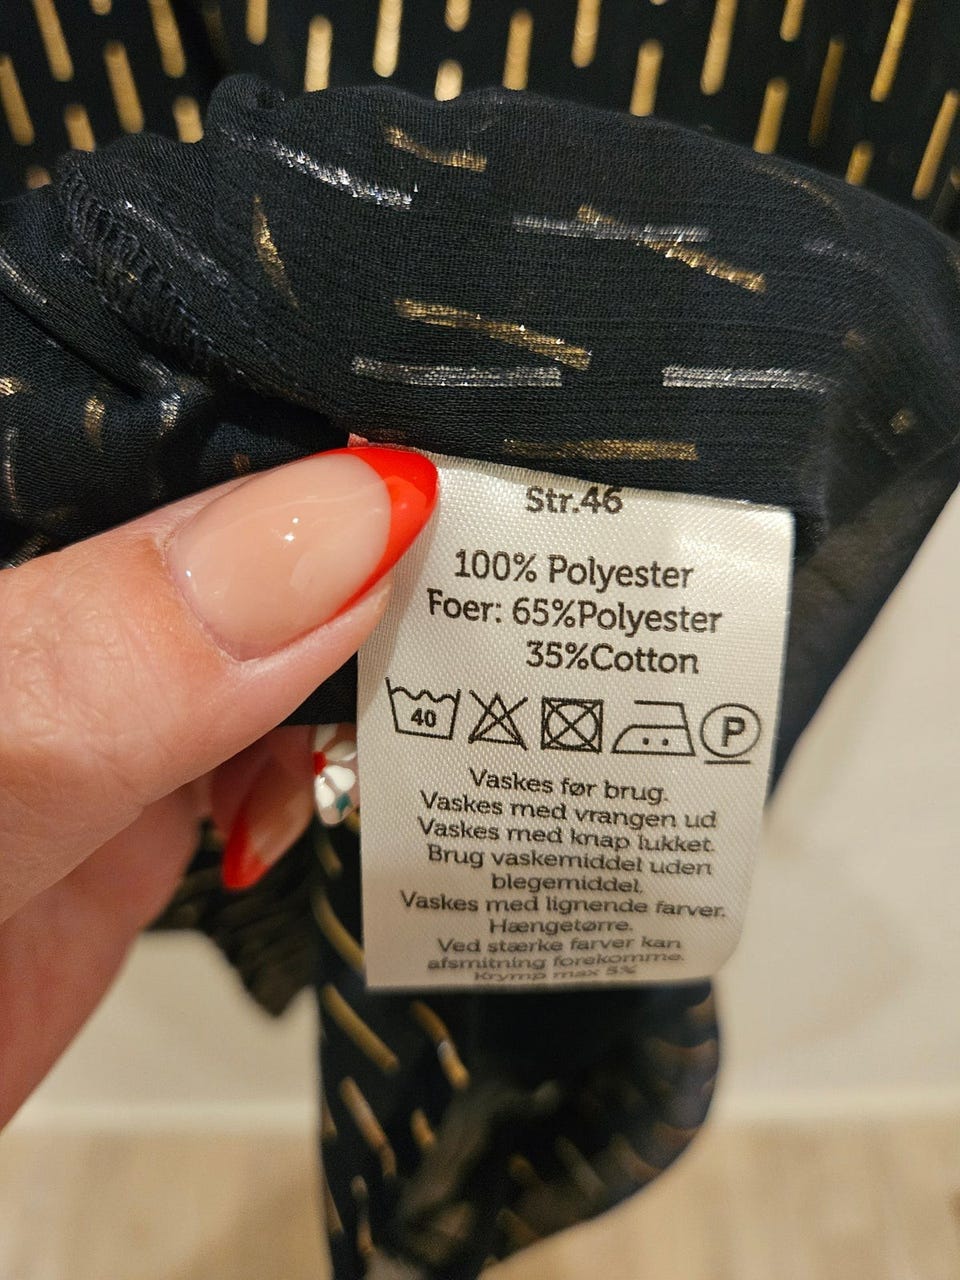 Str.46
100% Polyester
Foer: 65%Polyester
35%Cotton
40
P
Vaskes før brug.
Vaskes med vrangen ud
Vaskes med knap lukket.
Brug vaskemiddel uden
blegemiddel.
Vaskes med lignende farver.
Hængetørre.
Ved stærke farver kan
afsmitning forekomme.
Krymp max 5%